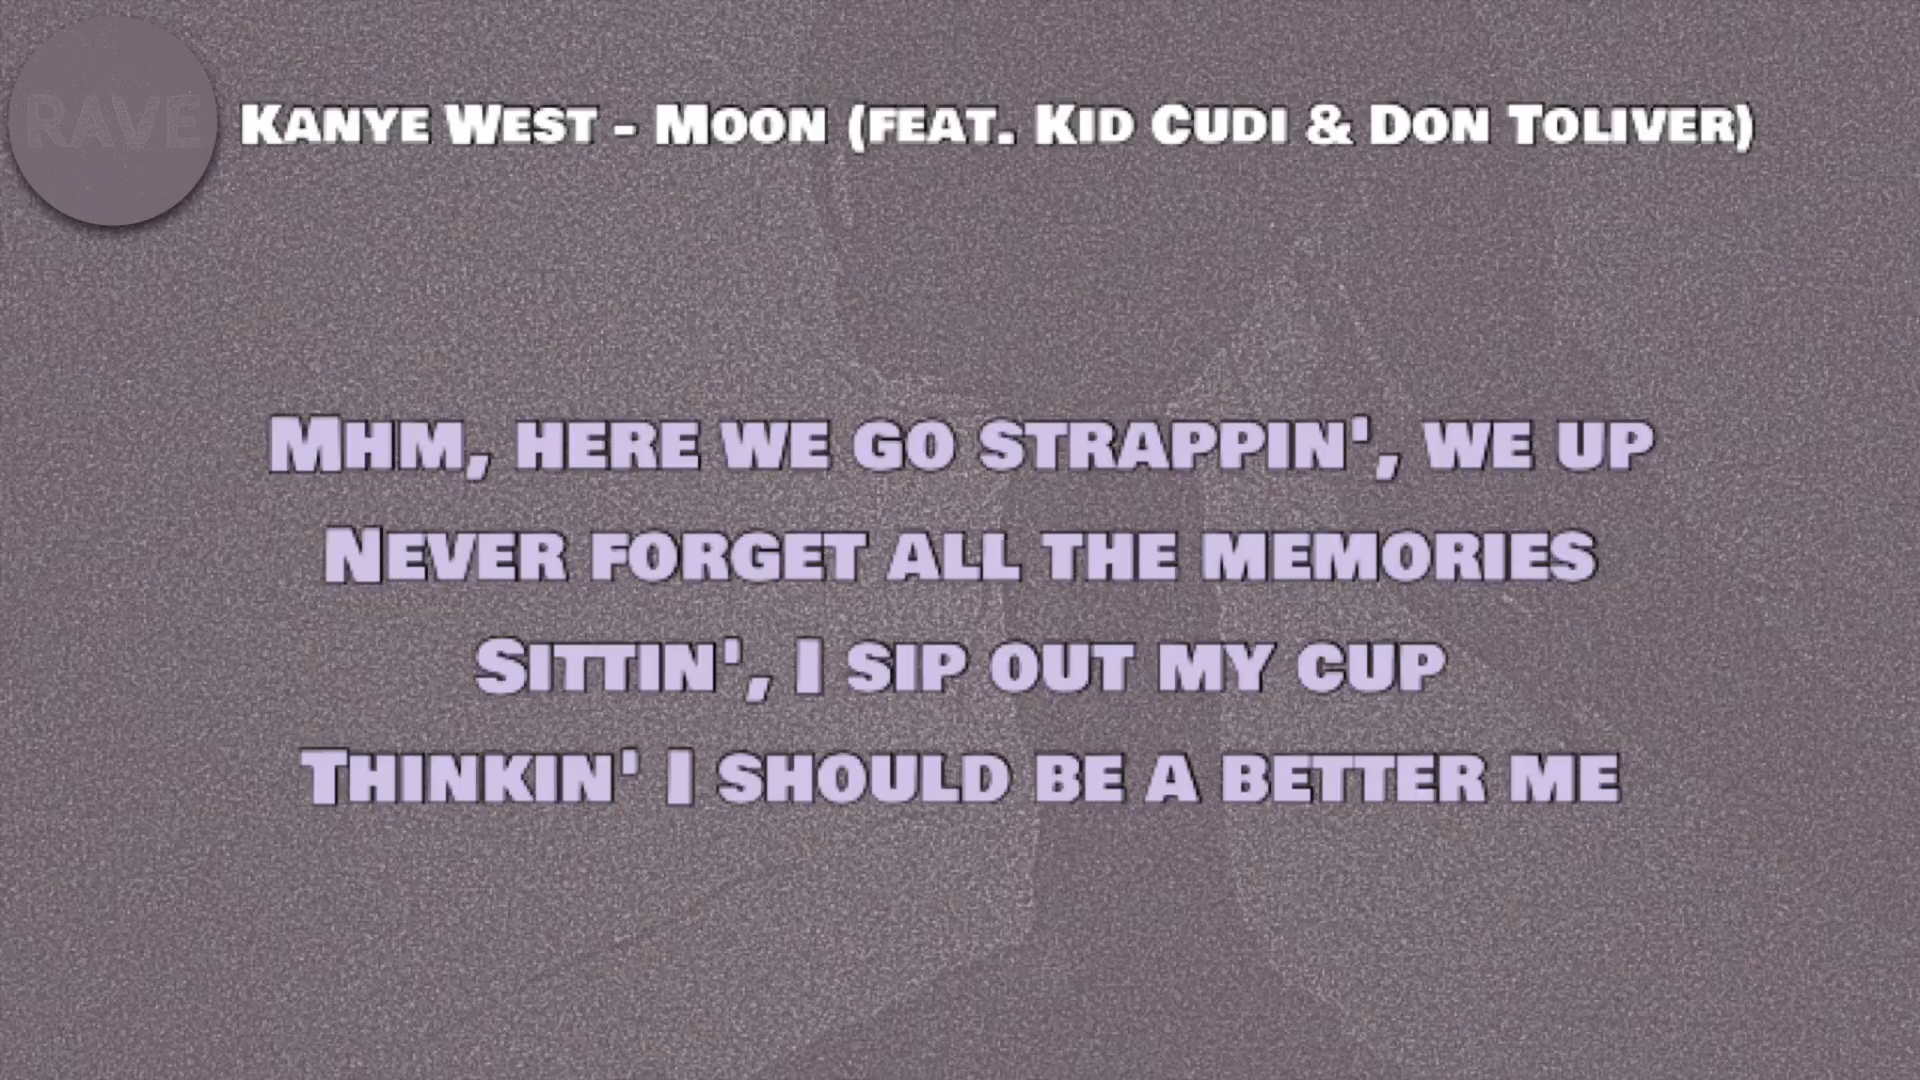 RAVE
Kanye West - Moon (feat. Kid Cudi & Don Toliver)
Mhm, here we go strappin', we up
Never forget all the memories
Sittin', I sip out my cup
Thinkin' I should be a better me